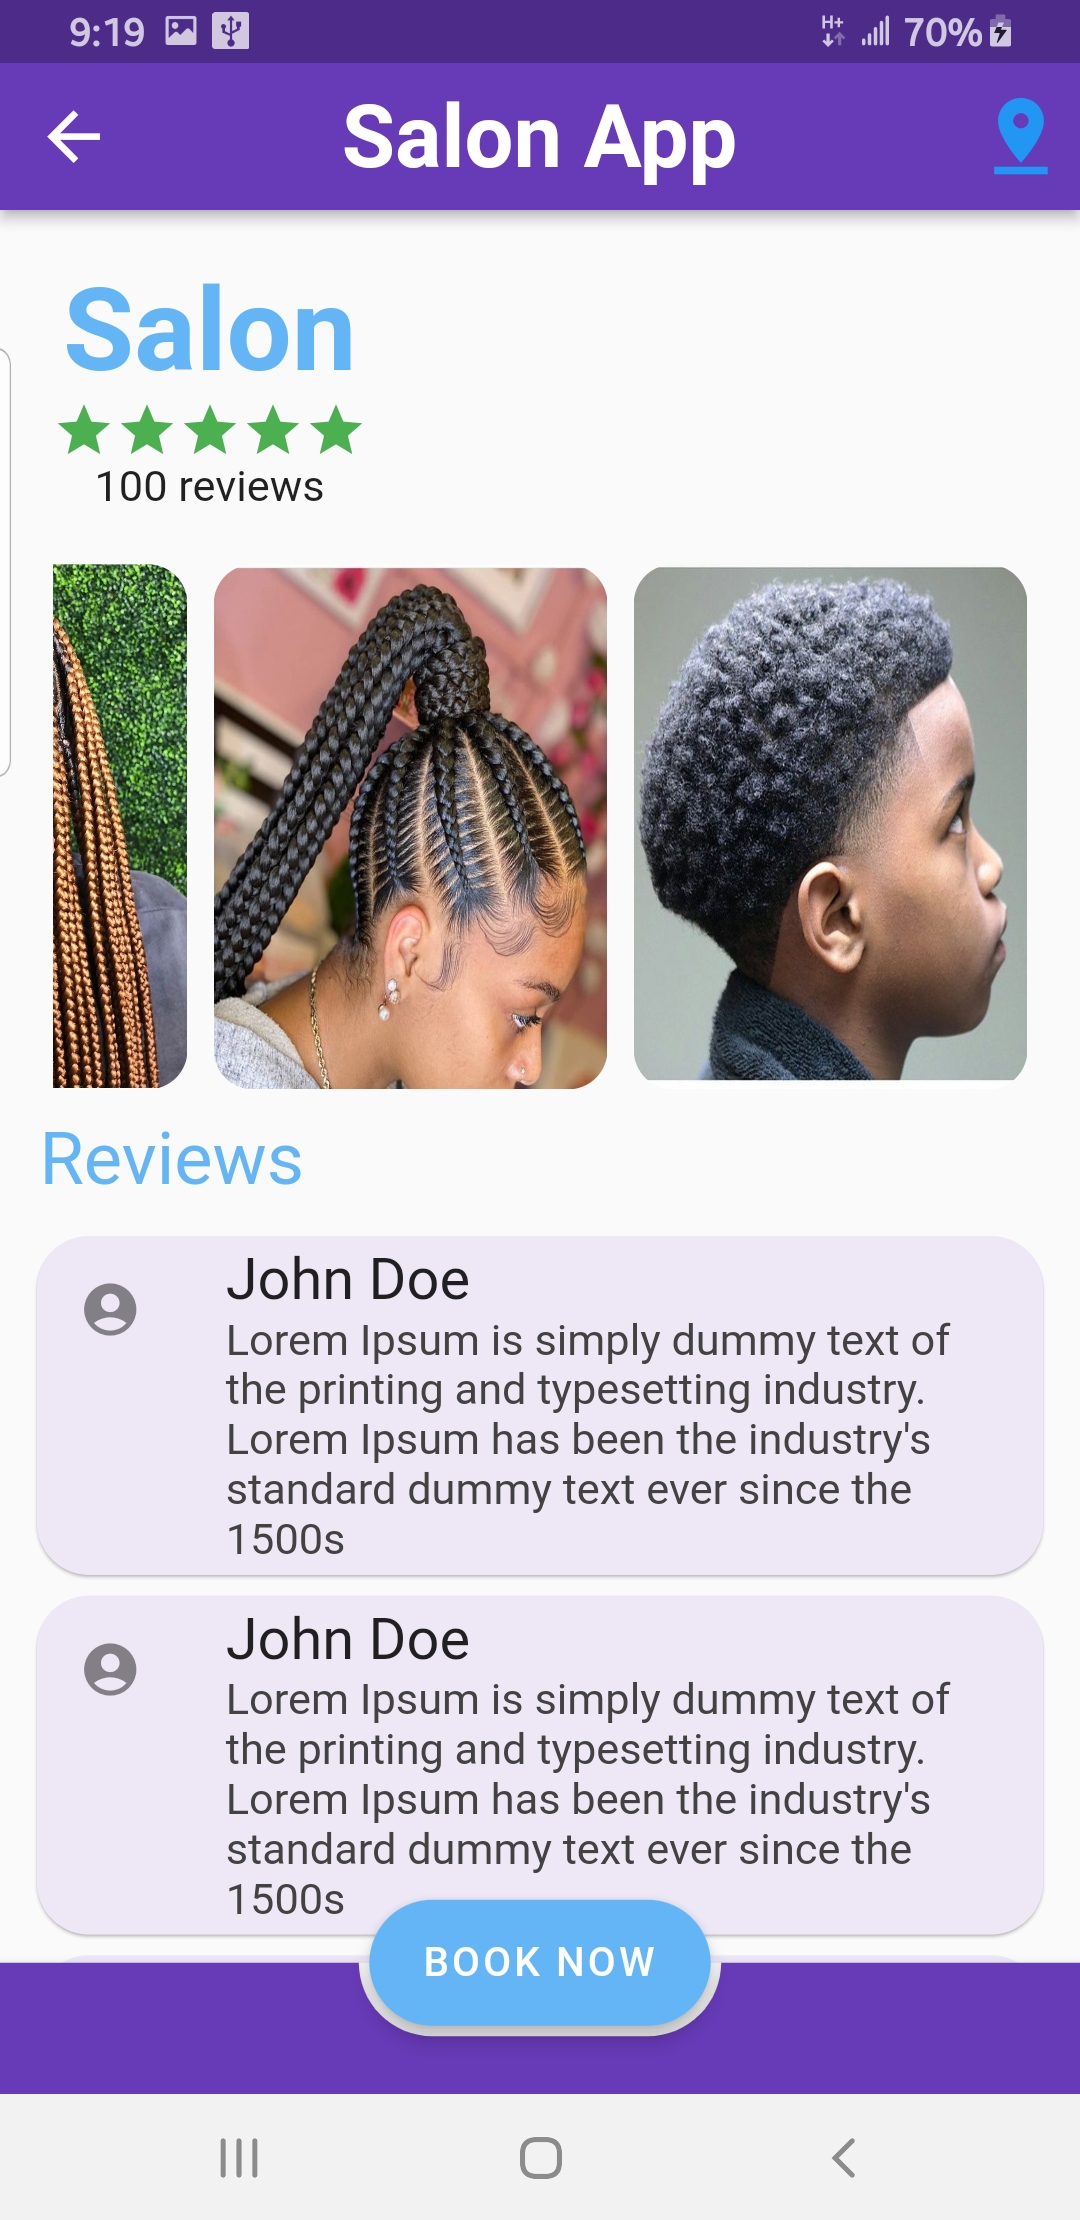 9:19 H+ 70%
Salon App
Salon
100 reviews
Reviews
John Doe
Lorem Ipsum is simply dummy text of
the printing and typesetting industry.
Lorem Ipsum has been the industry's
standard dummy text ever since the
1500s
John Doe
Lorem Ipsum is simply dummy text of
the printing and typesetting industry.
Lorem Ipsum has been the industry's
standard dummy text ever since the
1500s
BOOK NOW